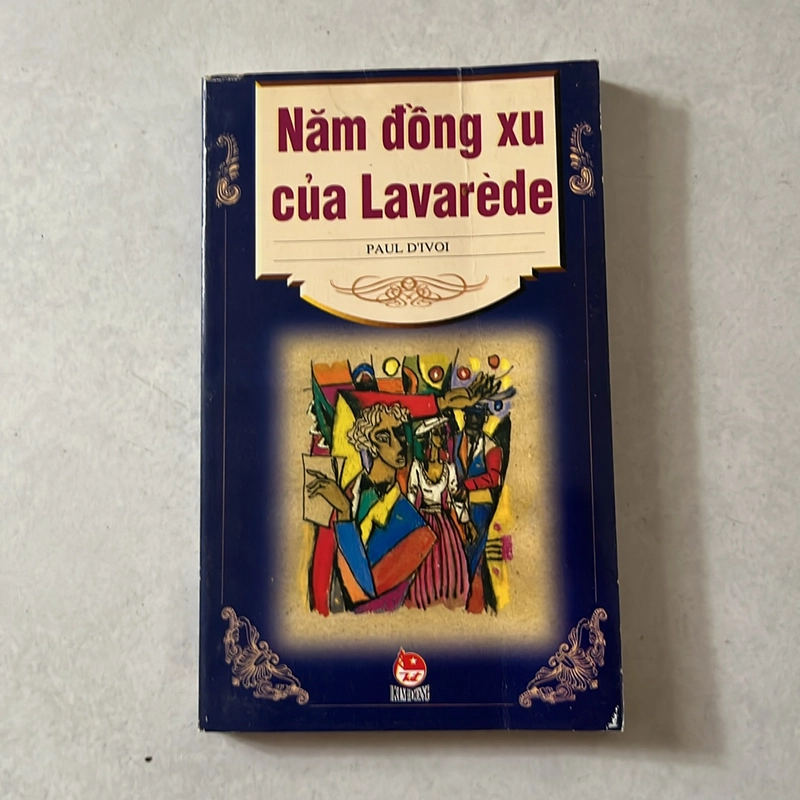 Năm đồng xu
của Lavarède
PAUL D'IVOI
KIM ĐỒNG